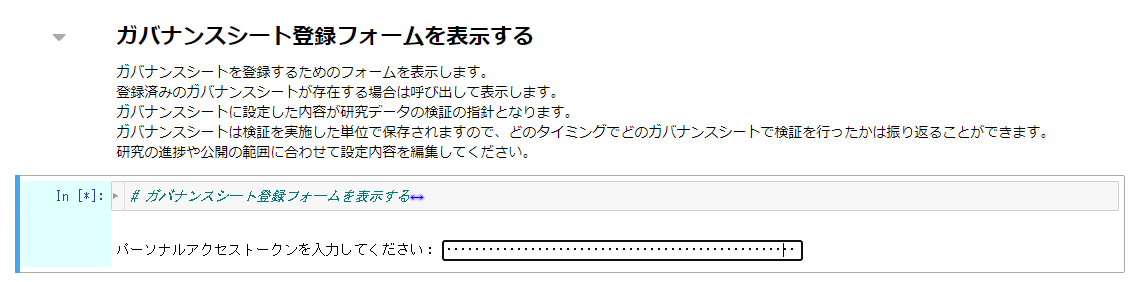 ガバナンスシート登録フォームを表示する
ガバナンスシートを登録するためのフォームを表示します。
登録済みのガバナンスシートが存在する場合は呼び出して表示します。
ガバナンスシートに設定した内容が研究データの検証の指針となります。
ガバナンスシートは検証を実施した単位で保存されますので、どのタイミングでどのガバナンスシートで検証を行ったかは振り返ることができます。
研究の進捗や公開の範囲に合わせて設定内容を編集してください。
In [*]: # ガバナンスシート登録フォームを表示する
パーソナルアクセストークンを入力してください：